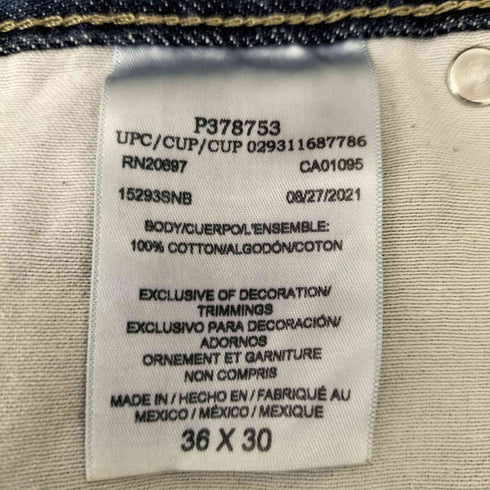 P378753
UPC/CUP/CUP 029311687786
RN20697 CA01095
15293SNB 08/27/2021
BODY/CUERPO/L'ENSEMBLE:
100% COTTON/ALGODÓN/COTON
EXCLUSIVE OF DECORATION/
TRIMMINGS
EXCLUSIVO PARA DECORACIÓN/
ADORNOS
ORNEMENT ET GARNITURE
NON COMPRIS
MADE IN / HECHO EN / FABRIQUÉ AU
MEXICO / MÉXICO / MEXIQUE
36 X 30